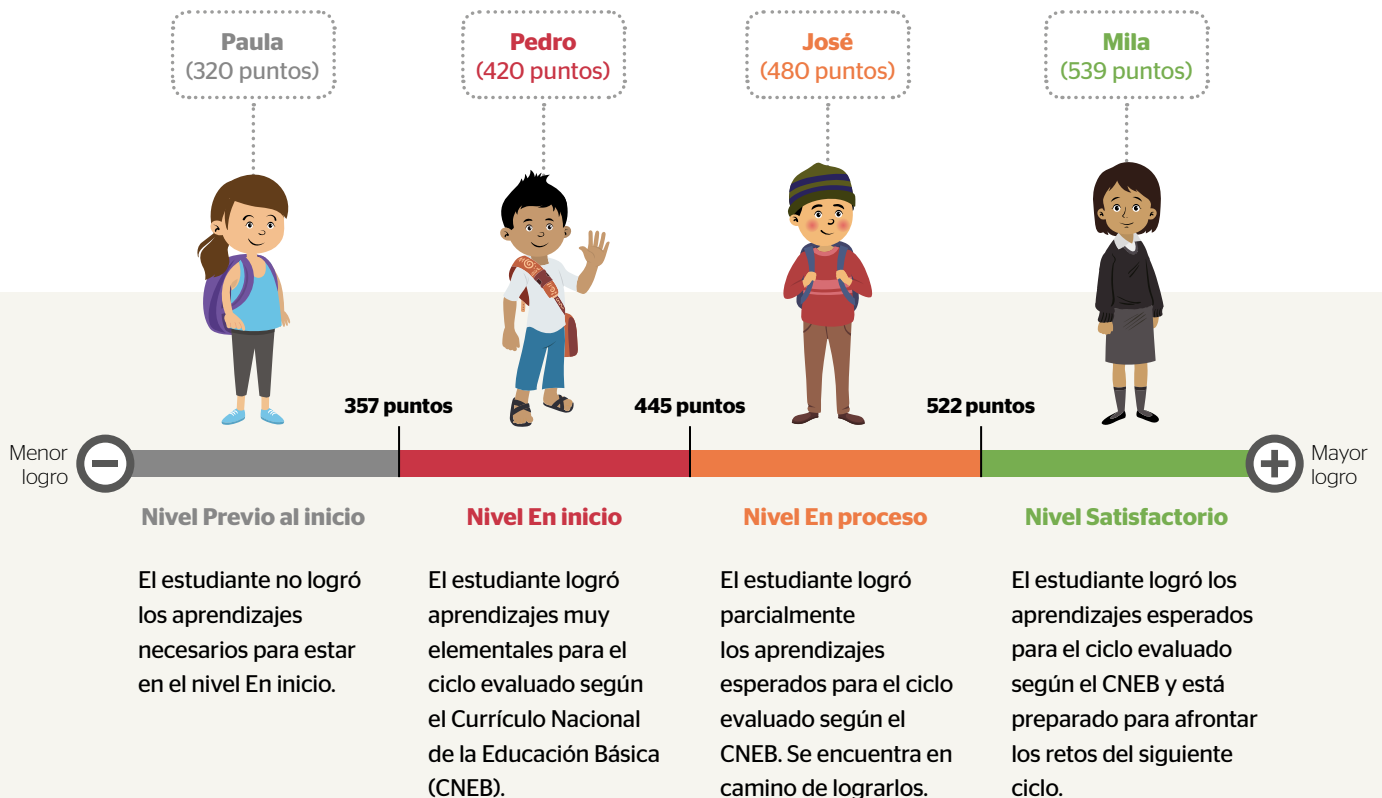 Paula
(320 puntos)
Pedro
(420 puntos)
José
(480 puntos)
Mila
(539 puntos)
357 puntos
445 puntos
522 puntos
Menor
logro
Mayor
logro
Nivel Previo al inicio
El estudiante no logró
los aprendizajes
necesarios para estar
en el nivel En inicio.
Nivel En inicio
El estudiante logró
aprendizajes muy
elementales para el
ciclo evaluado según
el Currículo Nacional
de la Educación Básica
(CNEB).
Nivel En proceso
El estudiante logró
parcialmente
los aprendizajes
esperados para el ciclo
evaluado según el
CNEB. Se encuentra en
camino de lograrlos.
Nivel Satisfactorio
El estudiante logró los
aprendizajes esperados
para el ciclo evaluado
según el CNEB y está
preparado para afrontar
los retos del siguiente
ciclo.